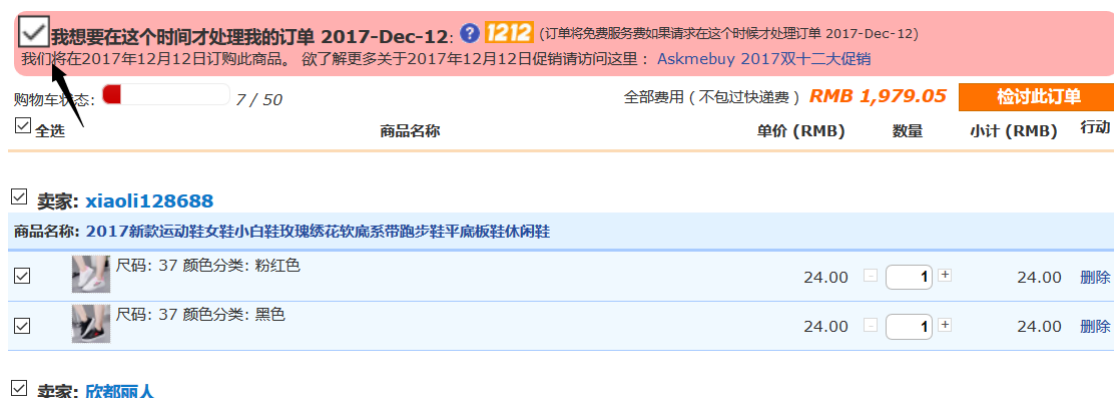 我想要在这个时间才处理我的订单 2017-Dec-12: ? 1212 (订单将免费服务费如果请求在这个时候才处理订单 2017-Dec-12)
我们将在2017年12月12日订购此商品。 欲了解更多关于2017年12月12日促销请访问这里： Askmebuy 2017双十二大促销
购物车状态: 7 / 50 全部费用 ( 不包过快递费 ) RMB 1,979.05 检讨此订单
全选 商品名称 单价 (RMB) 数量 小计 (RMB) 行动
卖家: xiaoli128688
商品名称: 2017新款运动鞋女鞋小白鞋玫瑰绣花软底系带跑步鞋平底板鞋休闲鞋
尺码: 37 颜色分类: 粉红色 24.00 - 1 + 24.00 删除
尺码: 37 颜色分类: 黑色 24.00 - 1 + 24.00 删除
卖家: 欣都丽人